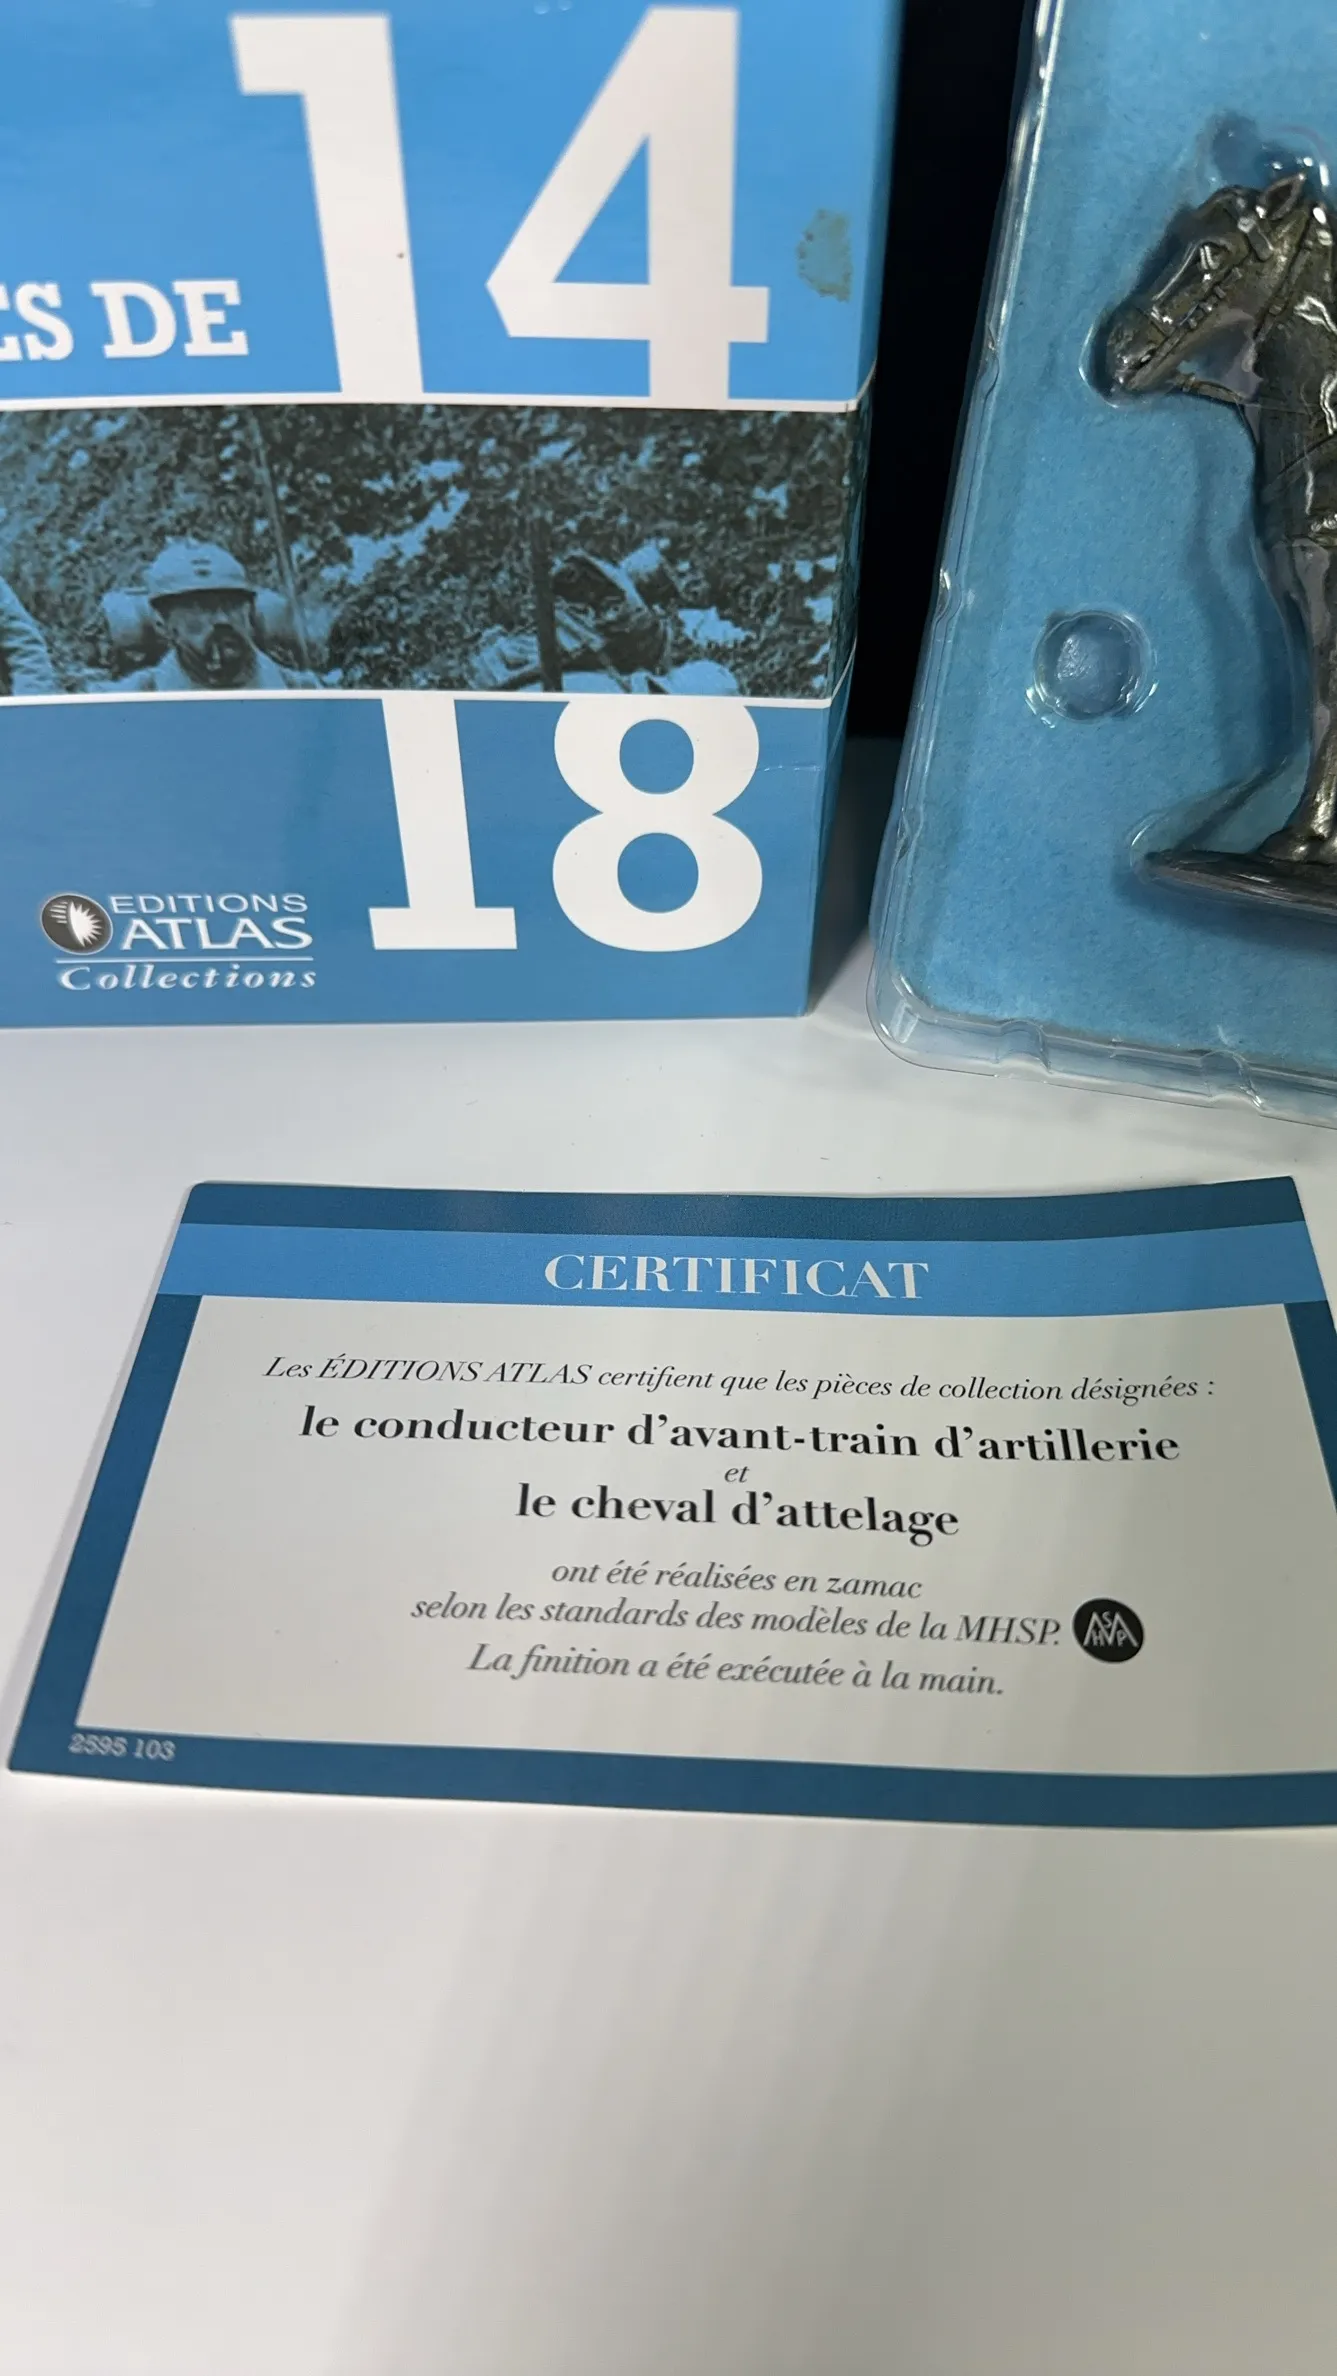 ES DE 14
18
EDITIONS
ATLAS
Collections
CERTIFICAT
Les ÉDITIONS ATLAS certifient que les pièces de collection désignées :
le conducteur d'avant-train d'artillerie
et
le cheval d'attelage
ont été réalisées en zamac
selon les standards des modèles de la MHSP.
La finition a été exécutée à la main.
2595 103